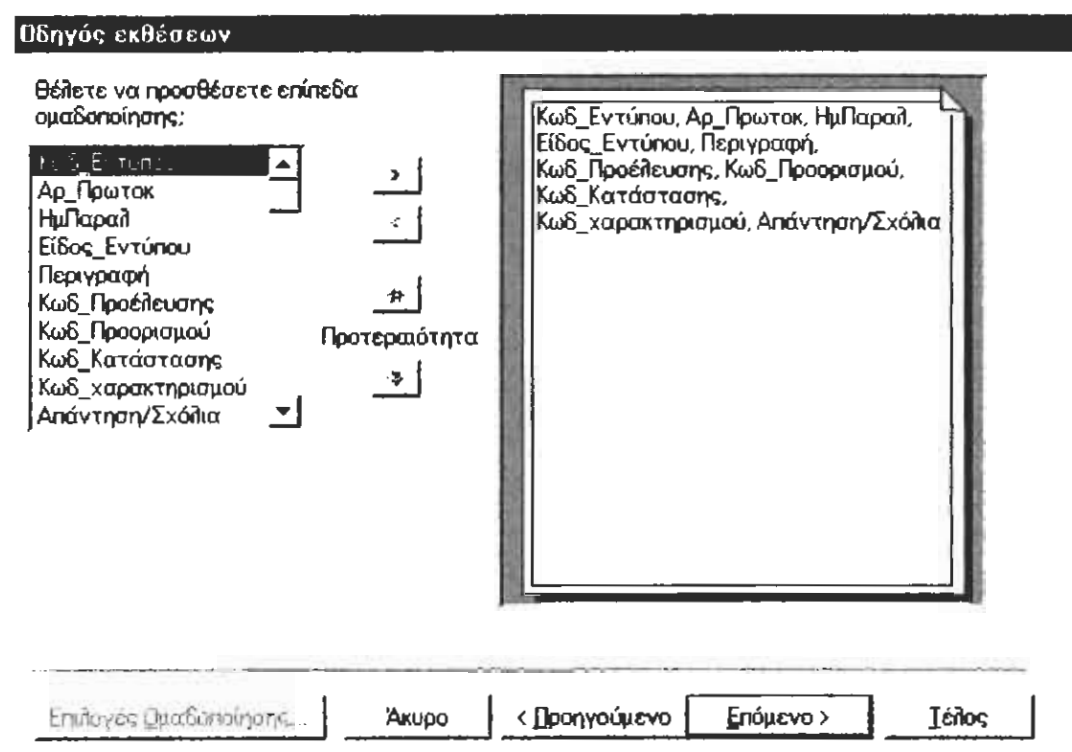 Οδηγός εκθέσεων
Θέλετε να προσθέσετε επίπεδα
ομαδοποίησης;
Κωδ_Εντύπου
Αρ_Πρωτοκ
ΗμΠαραλ
Είδος_Εντύπου
Περιγραφή
Κωδ_Προέλευσης
Κωδ_Προορισμού
Κωδ_Κατάστασης
Κωδ_χαρακτηρισμού
Απάντηση/Σχόλια
>
<
Προτεραιότητα
Κωδ_Εντύπου, Αρ_Πρωτοκ, ΗμΠαραλ,
Είδος_Εντύπου, Περιγραφή,
Κωδ_Προέλευσης, Κωδ_Προορισμού,
Κωδ_Κατάστασης,
Κωδ_χαρακτηρισμού, Απάντηση/Σχόλια
Επιλογές Ομαδοποίησης...
Άκυρο
< Προηγούμενο
Επόμενο >
Τέλος